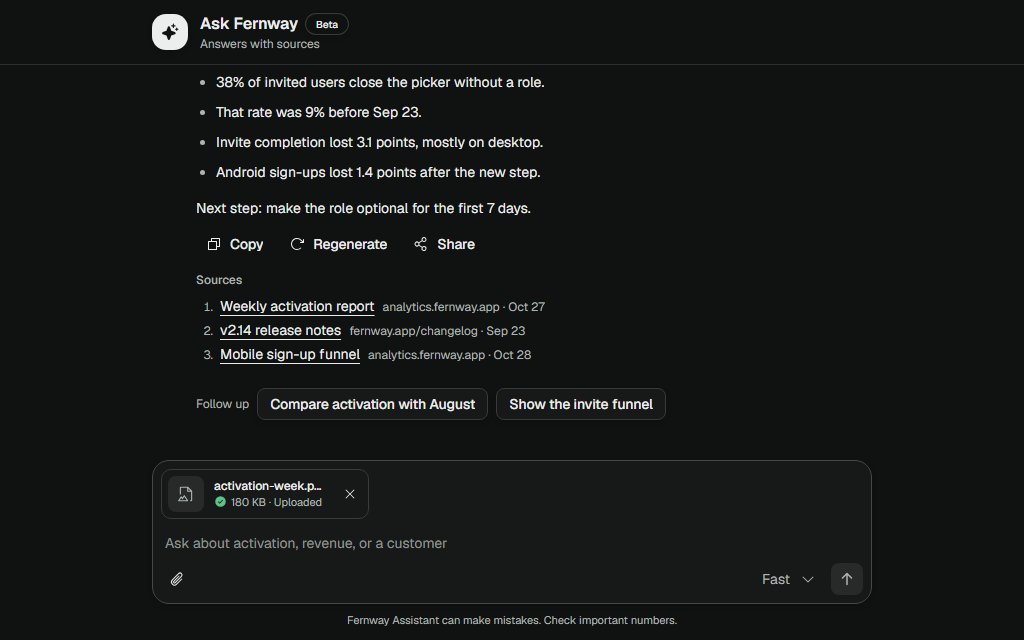 Ask Fernway Beta
Answers with sources
38% of invited users close the picker without a role.
That rate was 9% before Sep 23.
Invite completion lost 3.1 points, mostly on desktop.
Android sign-ups lost 1.4 points after the new step.
Next step: make the role optional for the first 7 days.
Copy Regenerate Share
Sources
1. Weekly activation report analytics.fernway.app · Oct 27
2. v2.14 release notes fernway.app/changelog · Sep 23
3. Mobile sign-up funnel analytics.fernway.app · Oct 28
Follow up Compare activation with August Show the invite funnel
activation-week.p...
180 KB · Uploaded
Ask about activation, revenue, or a customer
Fast
Fernway Assistant can make mistakes. Check important numbers.